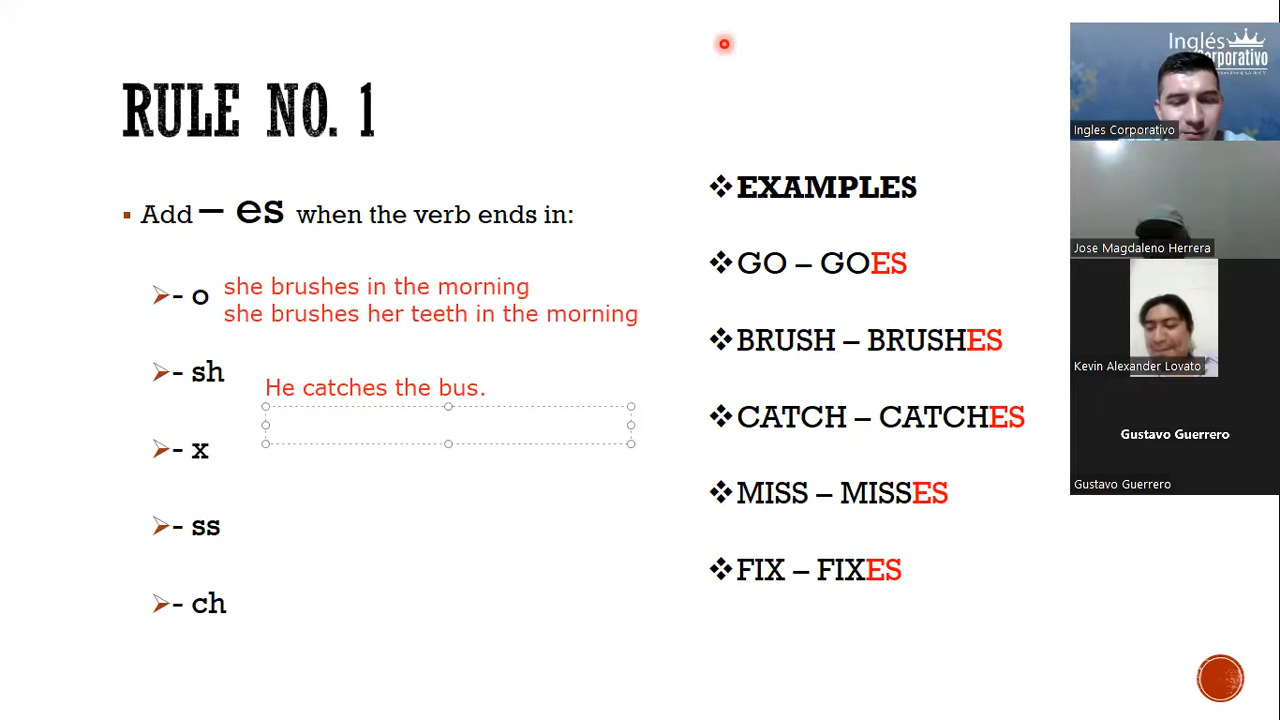 RULE NO. 1
▪ Add – es when the verb ends in:
➢- o
she brushes in the morning
she brushes her teeth in the morning
➢- sh
He catches the bus.
➢- x
➢- ss
➢- ch
❖EXAMPLES
❖GO – GOES
❖BRUSH – BRUSHES
❖CATCH – CATCHES
❖MISS – MISSES
❖FIX – FIXES
Inglés
Corporativo
Ingles Corporativo
Jose Magdaleno Herrera
Kevin Alexander Lovato
Gustavo Guerrero
Gustavo Guerrero